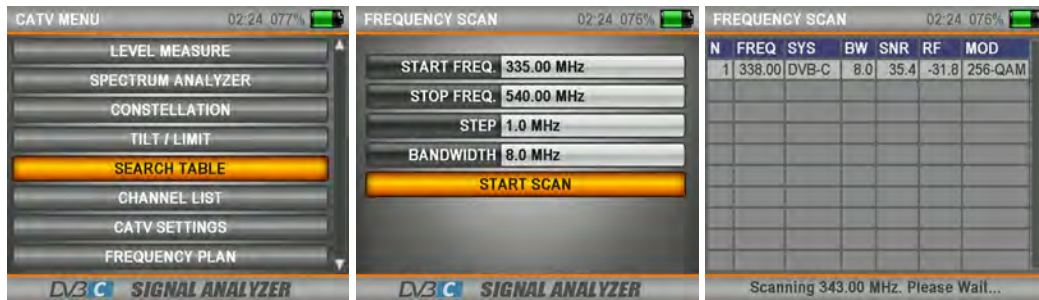 CATV MENU 02:24 077%
LEVEL MEASURE
SPECTRUM ANALYZER
CONSTELLATION
TILT / LIMIT
SEARCH TABLE
CHANNEL LIST
CATV SETTINGS
FREQUENCY PLAN
DVB C SIGNAL ANALYZER
FREQUENCY SCAN 02:24 076%
START FREQ. 335.00 MHz
STOP FREQ. 540.00 MHz
STEP 1.0 MHz
BANDWIDTH 8.0 MHz
START SCAN
DVB C SIGNAL ANALYZER
FREQUENCY SCAN 02:24 076%
N FREQ SYS BW SNR RF MOD
1 338.00 DVB-C 8.0 35.4 -31.8 256-QAM
Scanning 343.00 MHz. Please Wait...